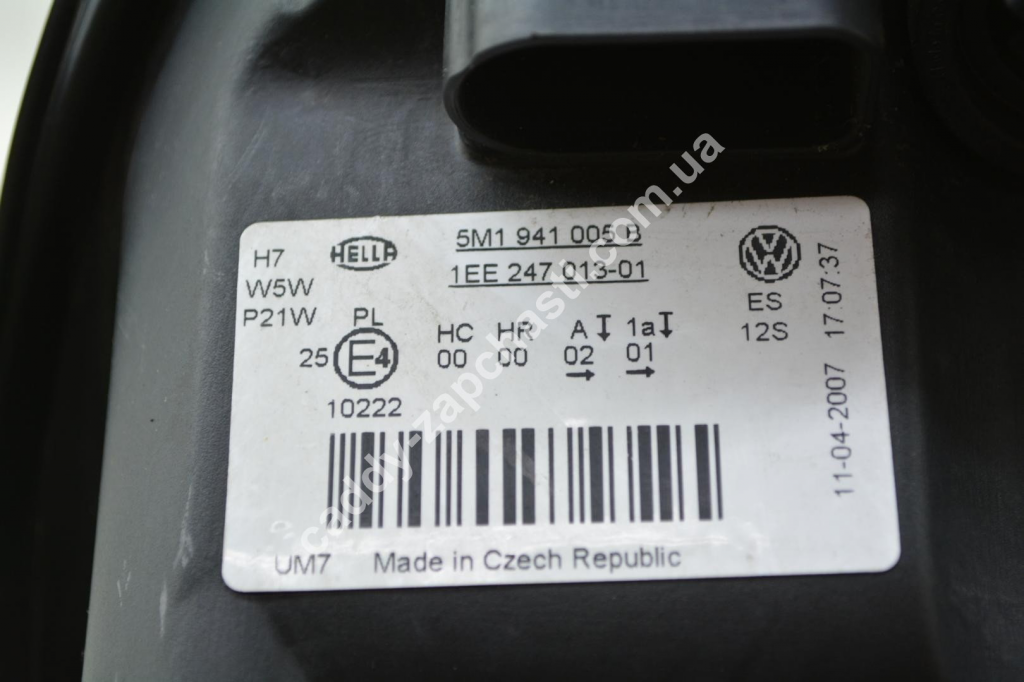 5M1 941 005 B
1EE 247 013-01
HELLA
H7
W5W
P21W
PL
25 E4
10222
HC HR A 1a
00 00 02 01
VW
ES
12S
11-04-2007 17:07:37
UM7 Made in Czech Republic
caddy-zapchasti.com.ua